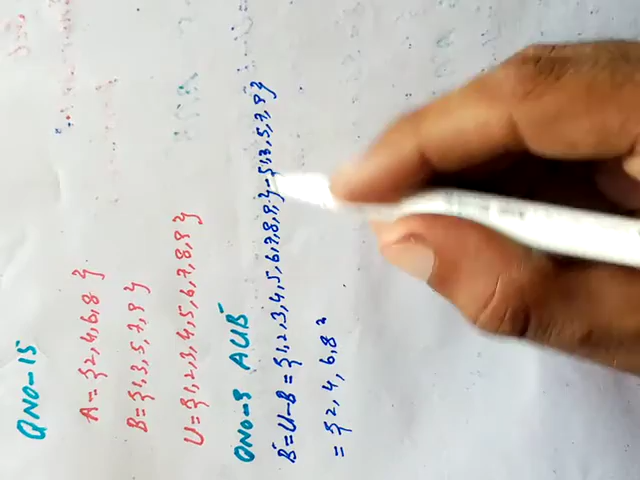 QNO-15
A = {2,4,6,8}
B = {1,3,5,7,9}
U = {1,2,3,4,5,6,7,8,9}
QNO-9 AUB'
B' = U-B = {1,2,3,4,5,6,7,8,9}-{1,3,5,7,9}
= {2,4,6,8}